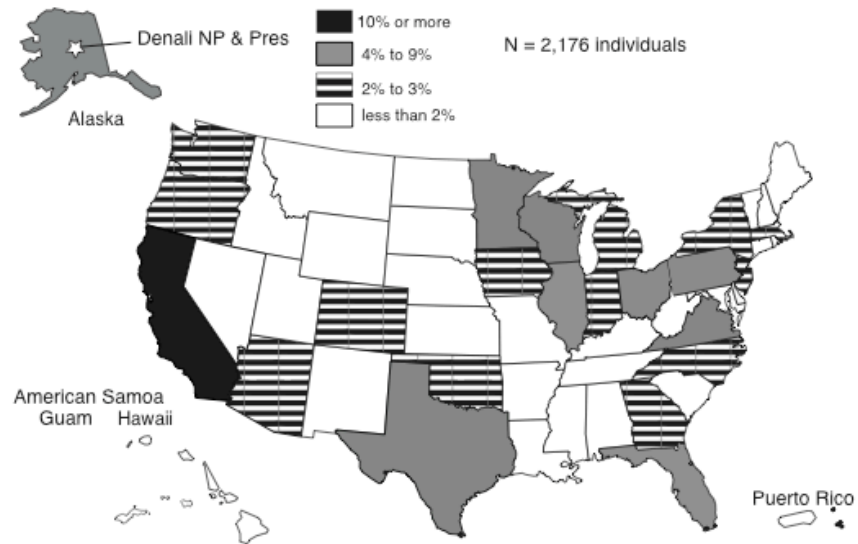 10% or more
Denali NP & Pres
4% to 9%
N = 2,176 individuals
2% to 3%
less than 2%
Alaska
American Samoa
Guam Hawaii
Puerto Rico